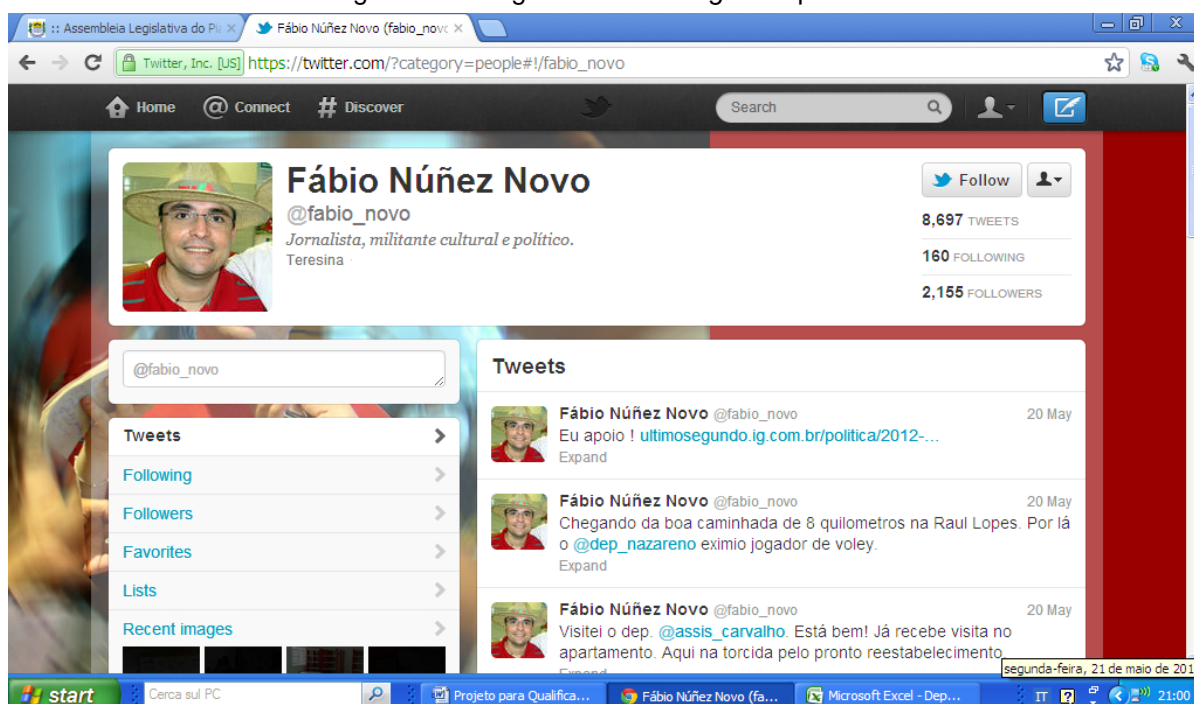 :: Assembleia Legislativa do Pi
Fábio Núñez Novo (fabio_novo
Twitter, Inc. [US] https://twitter.com/?category=people#!/fabio_novo
Home @ Connect # Discover Search
Fábio Núñez Novo
@fabio_novo
Jornalista, militante cultural e político.
Teresina
Follow
8,697 TWEETS
160 FOLLOWING
2,155 FOLLOWERS
@fabio_novo
Tweets
Following
Followers
Favorites
Lists
Recent images
Tweets
Fábio Núñez Novo @fabio_novo 20 May
Eu apoio ! ultimosegundo.ig.com.br/politica/2012-...
Expand
Fábio Núñez Novo @fabio_novo 20 May
Chegando da boa caminhada de 8 quilometros na Raul Lopes. Por lá
o @dep_nazareno eximio jogador de voley.
Expand
Fábio Núñez Novo @fabio_novo 20 May
Visitei o dep. @assis_carvalho. Está bem! Já recebe visita no
apartamento. Aqui na torcida pelo pronto reestabelecimento
Expand
segunda-feira, 21 de maio de 201
start Cerca sul PC Projeto para Qualifica... Fábio Núñez Novo (fa... Microsoft Excel - Dep... IT 21:00